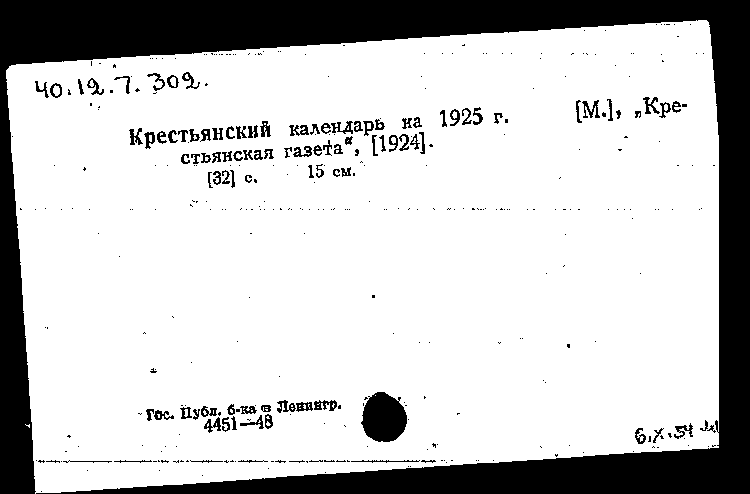 40.12.7.302.
Крестьянский календарь на 1925 г. [М.], „Кре-
стьянская газета“, [1924].
[32] с. 15 см.
Гос. Публ. б-ка в Ленингр.
4451—48
6.X.54